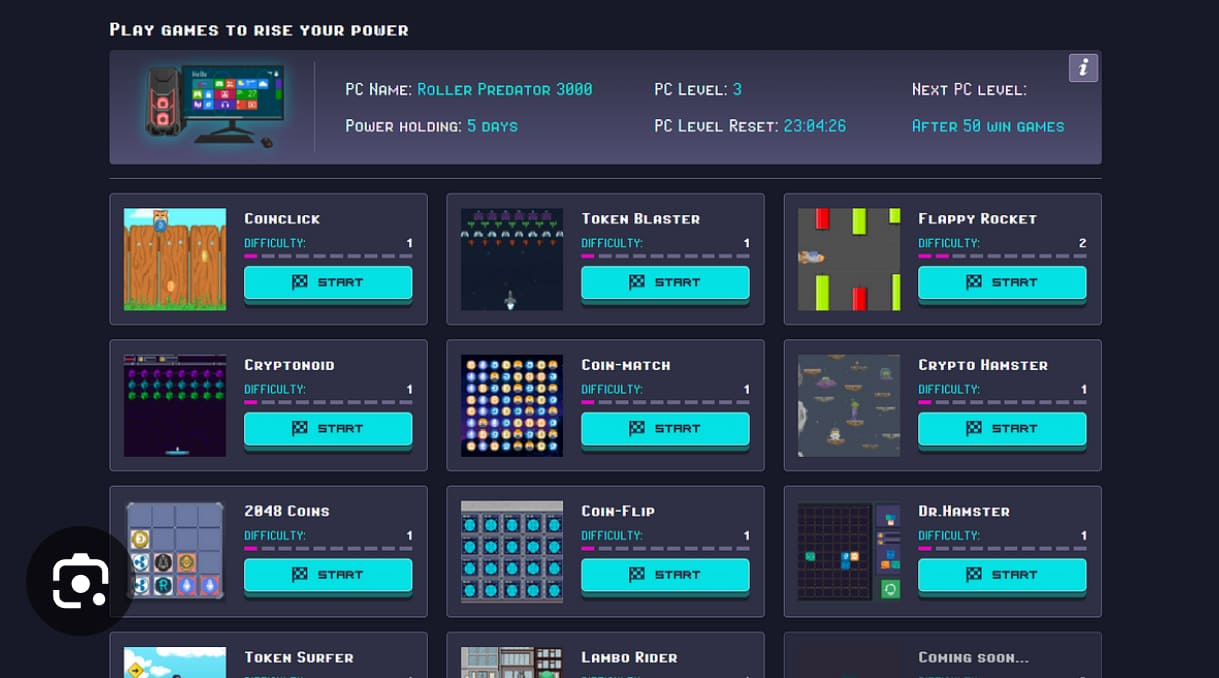 Play games to rise your power
PC Name: Roller Predator 3000
PC Level: 3
Next PC level:
Power holding: 5 days
PC Level Reset: 23:04:26
After 50 win games
Coinclick
Difficulty: 1
START
Token Blaster
Difficulty: 1
START
Flappy Rocket
Difficulty: 2
START
Cryptonoid
Difficulty: 1
START
Coin-match
Difficulty: 1
START
Crypto Hamster
Difficulty: 1
START
2048 Coins
Difficulty: 1
START
Coin-Flip
Difficulty: 1
START
Dr.Hamster
Difficulty: 1
START
Token Surfer
Lambo Rider
Coming soon...